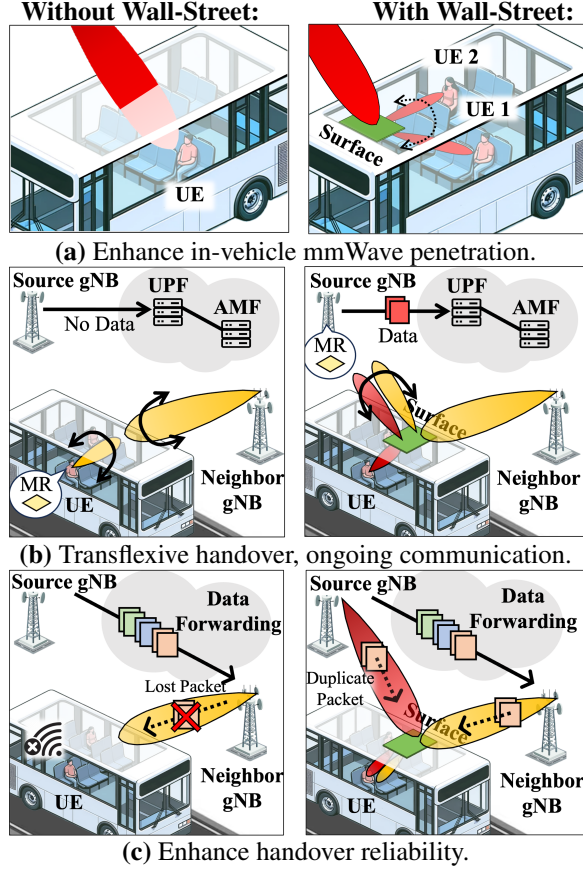 Without Wall-Street:
With Wall-Street:
UE
UE 2
UE 1
Surface
(a) Enhance in-vehicle mmWave penetration.
Source gNB
UPF
AMF
No Data
MR
UE
Neighbor
gNB
Source gNB
UPF
AMF
Data
MR
Surface
Neighbor
gNB
(b) Transflexive handover, ongoing communication.
Source gNB
Data
Forwarding
Lost Packet
Neighbor
gNB
UE
Source gNB
Data
Forwarding
Duplicate
Packet
Surface
Neighbor
gNB
UE
(c) Enhance handover reliability.